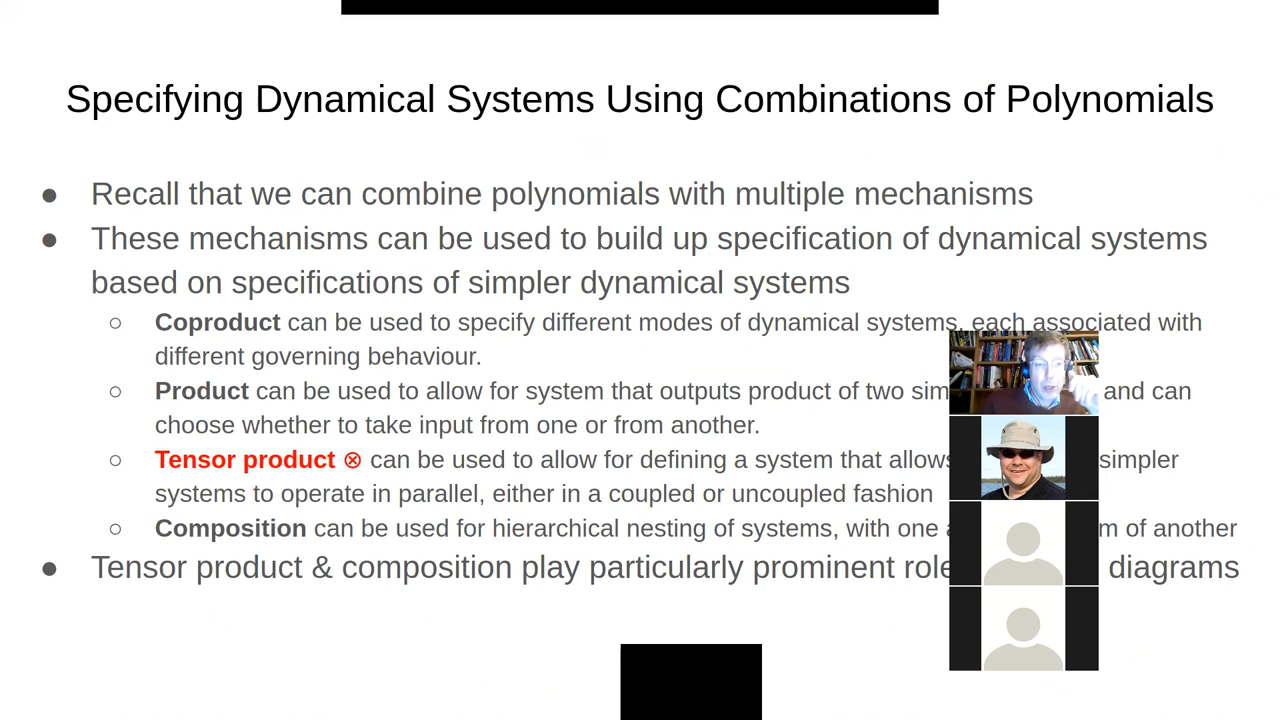 Specifying Dynamical Systems Using Combinations of Polynomials
● Recall that we can combine polynomials with multiple mechanisms
● These mechanisms can be used to build up specification of dynamical systems
based on specifications of simpler dynamical systems
○ Coproduct can be used to specify different modes of dynamical systems, each associated with
different governing behaviour.
○ Product can be used to allow for system that outputs product of two and can
choose whether to take input from one or from another.
○ Tensor product ⊗ can be used to allow for defining a system that allows simpler
systems to operate in parallel, either in a coupled or uncoupled fashion
○ Composition can be used for hierarchical nesting of systems, with one of another
● Tensor product & composition play particularly prominent diagrams